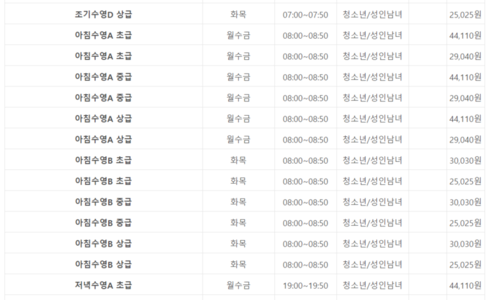 조기수영D 상급 화목 07:00~07:50 청소년/성인남녀 25,025원
아침수영A 초급 월수금 08:00~08:50 청소년/성인남녀 44,110원
아침수영A 초급 월수금 08:00~08:50 청소년/성인남녀 29,040원
아침수영A 중급 월수금 08:00~08:50 청소년/성인남녀 44,110원
아침수영A 중급 월수금 08:00~08:50 청소년/성인남녀 29,040원
아침수영A 상급 월수금 08:00~08:50 청소년/성인남녀 44,110원
아침수영A 상급 월수금 08:00~08:50 청소년/성인남녀 29,040원
아침수영B 초급 화목 08:00~08:50 청소년/성인남녀 30,030원
아침수영B 초급 화목 08:00~08:50 청소년/성인남녀 25,025원
아침수영B 중급 화목 08:00~08:50 청소년/성인남녀 30,030원
아침수영B 중급 화목 08:00~08:50 청소년/성인남녀 25,025원
아침수영B 상급 화목 08:00~08:50 청소년/성인남녀 30,030원
아침수영B 상급 화목 08:00~08:50 청소년/성인남녀 25,025원
저녁수영A 초급 월수금 19:00~19:50 청소년/성인남녀 44,110원